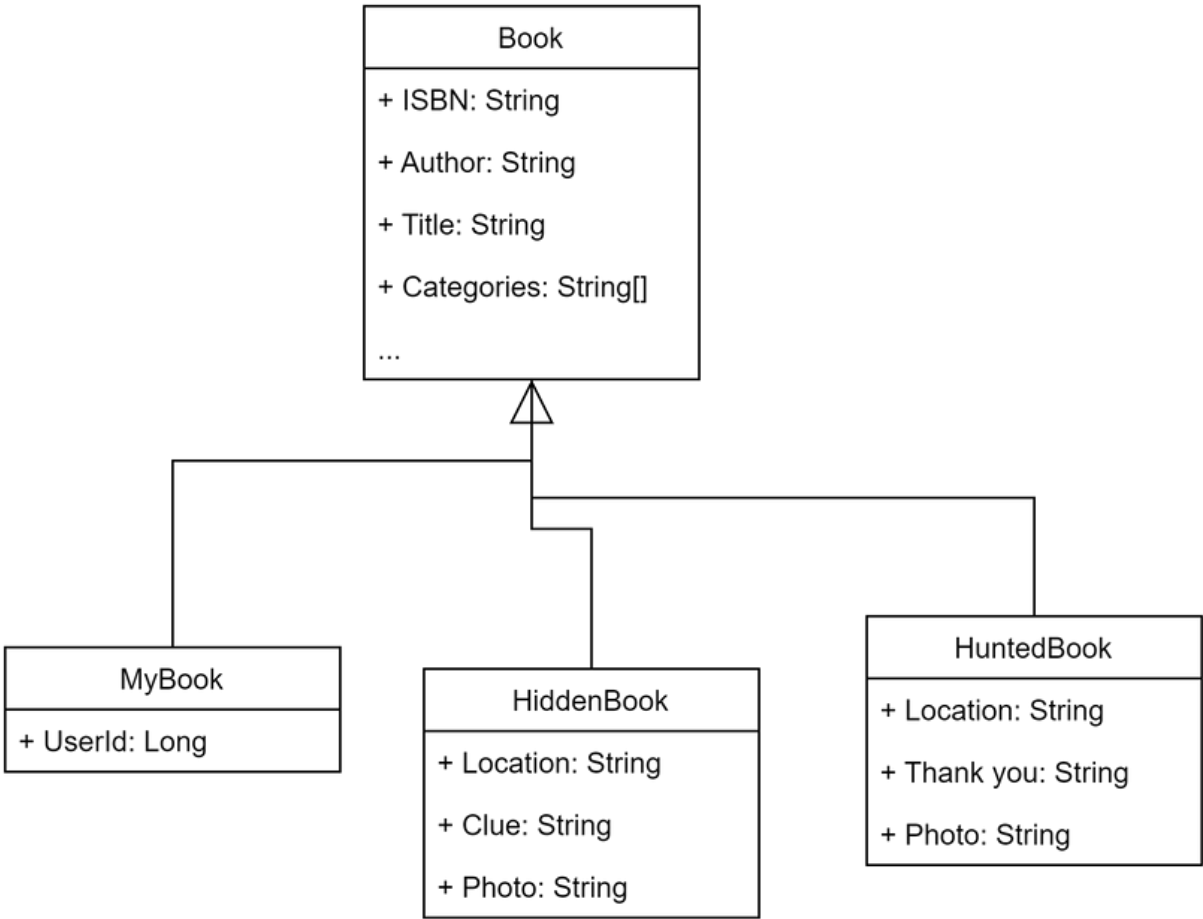 Book
+ ISBN: String
+ Author: String
+ Title: String
+ Categories: String[]
...
MyBook
+ UserId: Long
HiddenBook
+ Location: String
+ Clue: String
+ Photo: String
HuntedBook
+ Location: String
+ Thank you: String
+ Photo: String